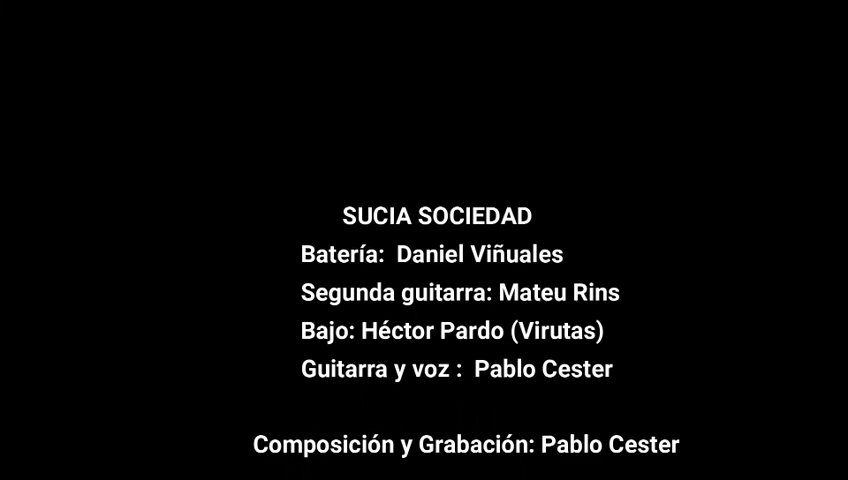 SUCIA SOCIEDAD
Batería:  Daniel Viñuales
Segunda guitarra: Mateu Rins
Bajo: Héctor Pardo (Virutas)
Guitarra y voz :  Pablo Cester
Composición y Grabación: Pablo Cester